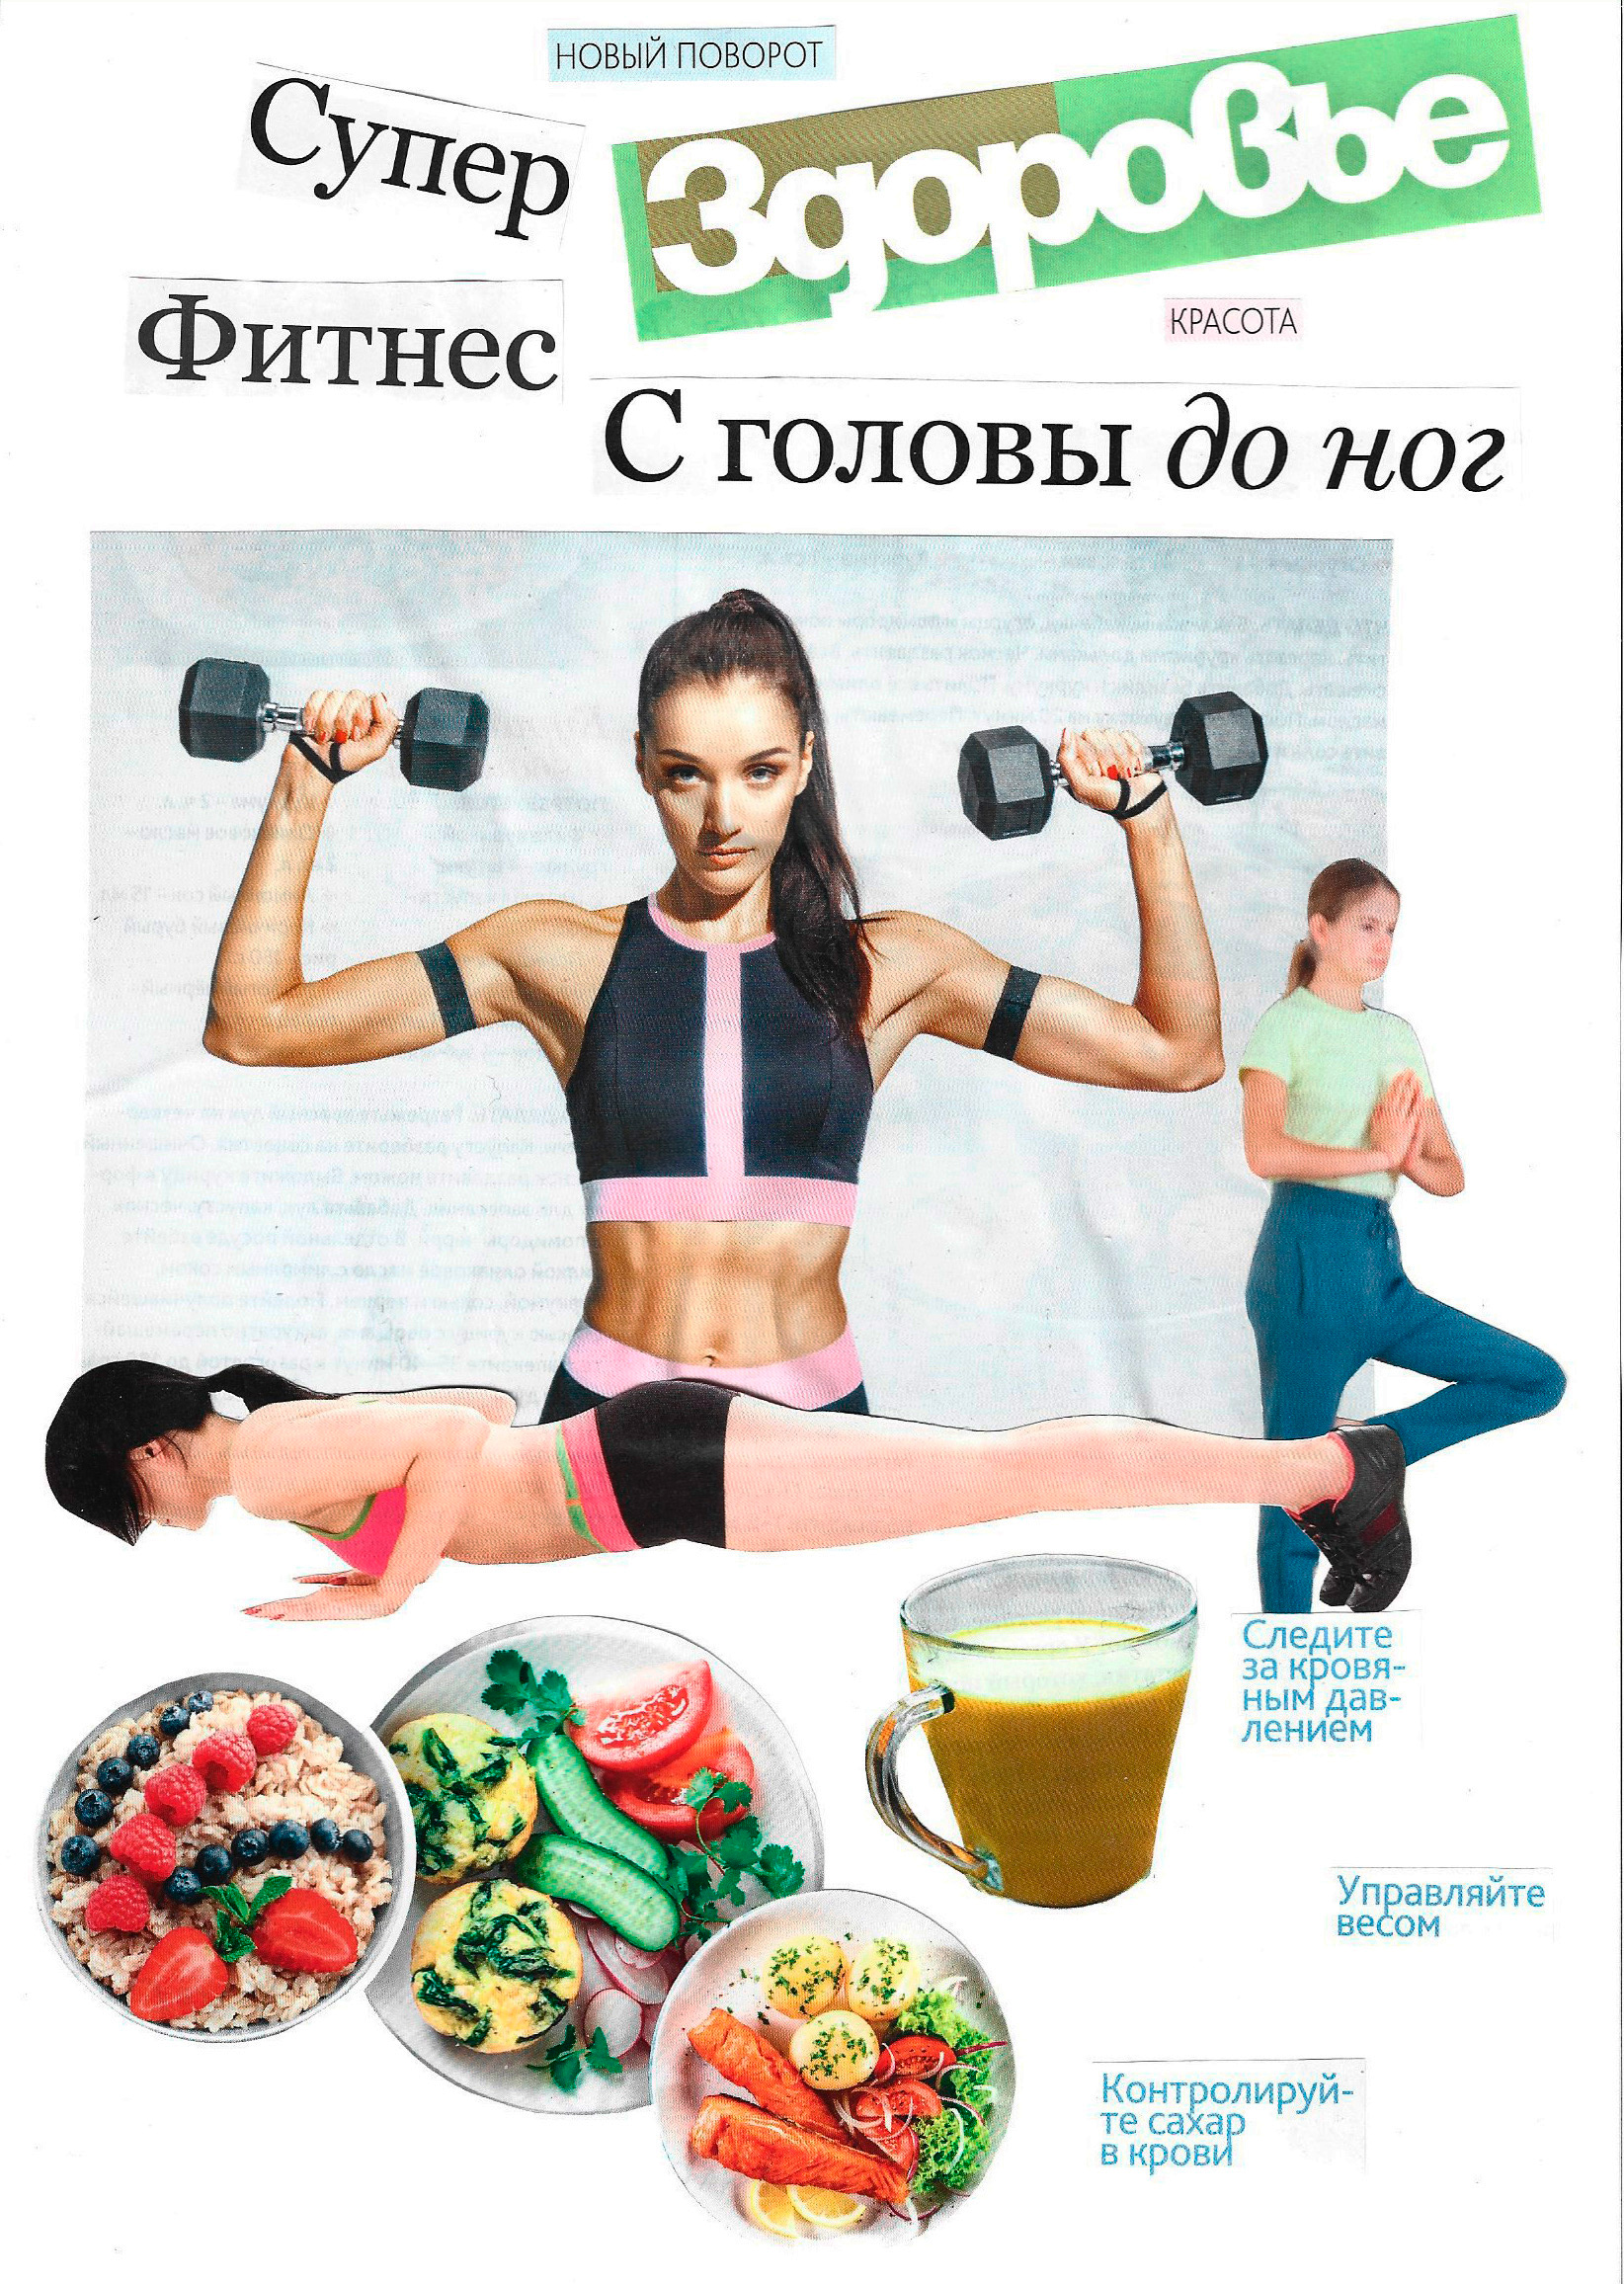 НОВЫЙ ПОВОРОТ
Супер
Здоровье
Фитнес
КРАСОТА
С головы до ног
Следите
за кровя-
ным дав-
лением
Управляйте
весом
Контролируй-
те сахар
в крови